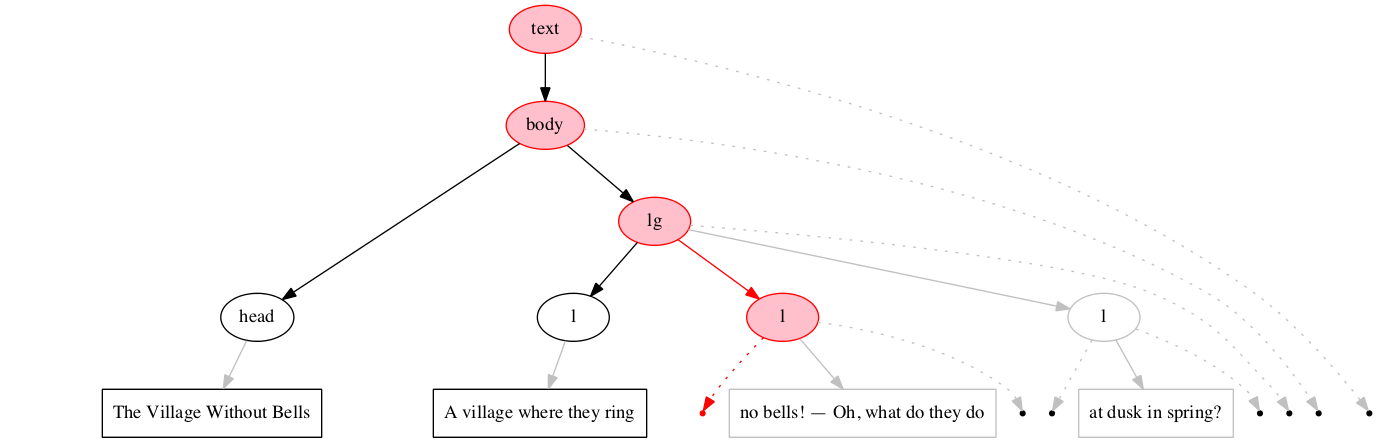 text
body
lg
head
l
l
l
The Village Without Bells
A village where they ring
no bells! — Oh, what do they do
at dusk in spring?